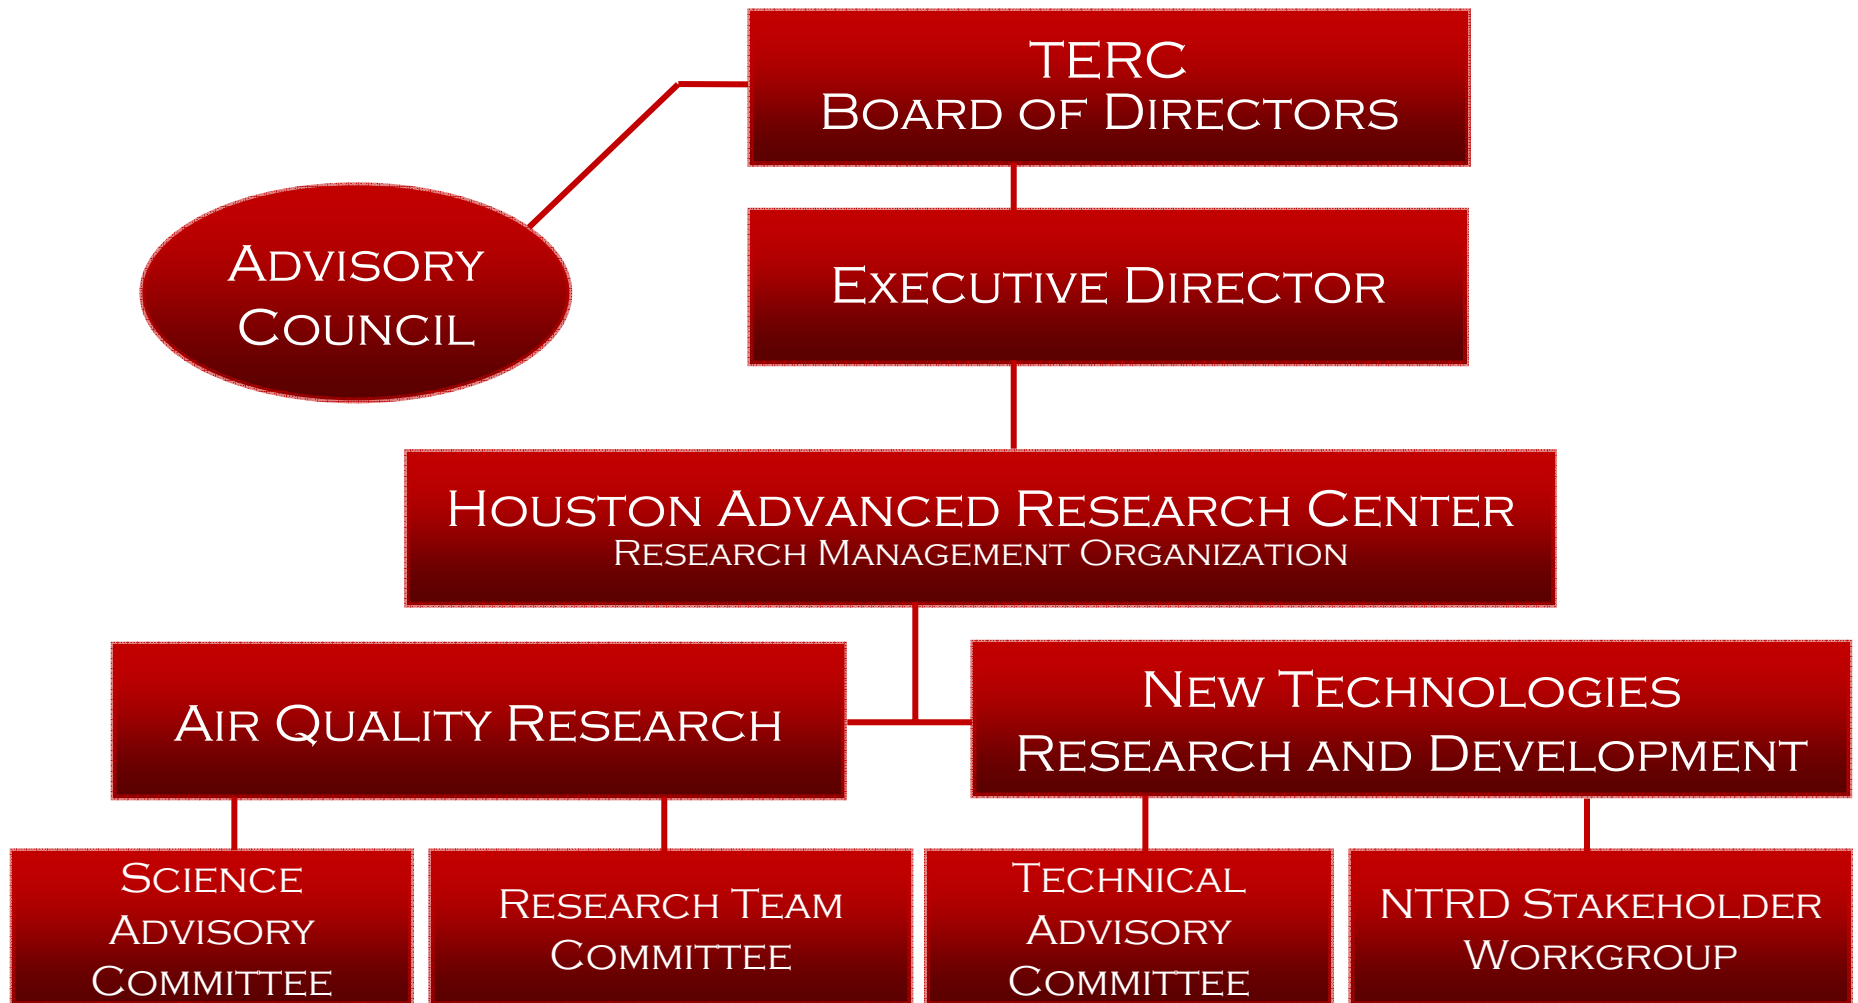 TERC
Board of Directors
Advisory
Council
Executive Director
Houston Advanced Research Center
Research Management Organization
Air Quality Research
New Technologies
Research and Development
Science
Advisory
Committee
Research Team
Committee
Technical
Advisory
Committee
NTRD Stakeholder
Workgroup